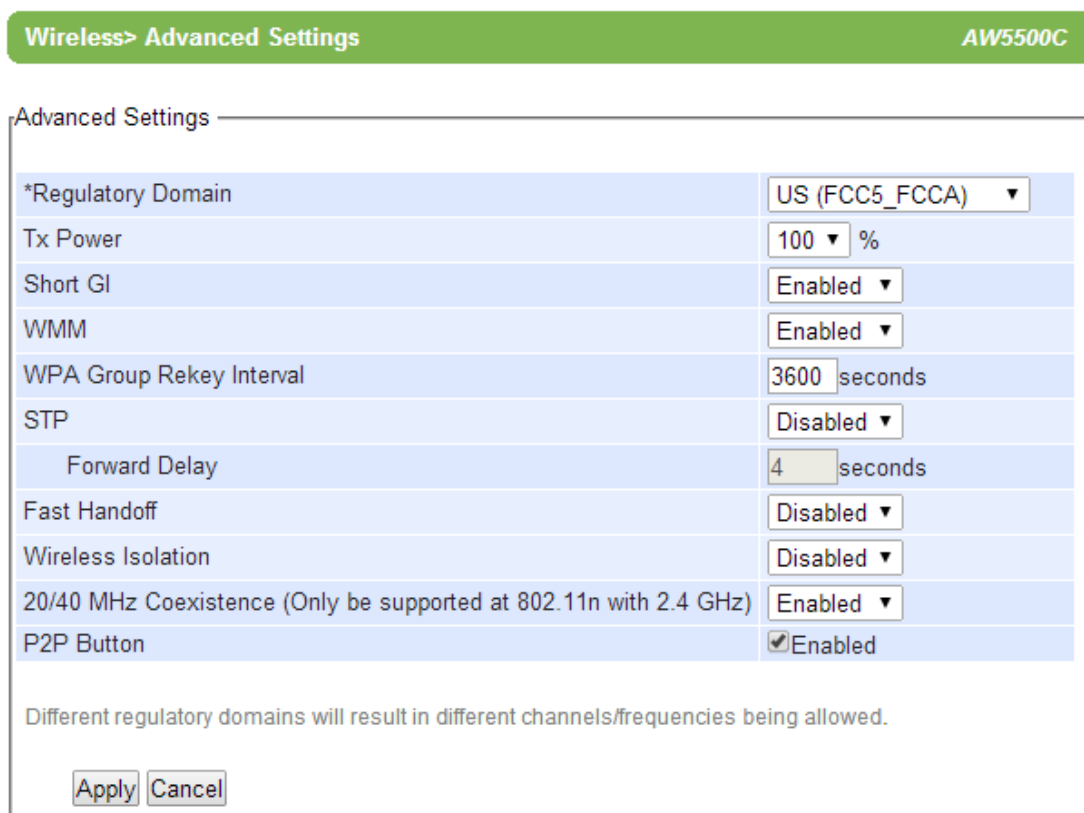 Wireless> Advanced Settings AW5500C
Advanced Settings
*Regulatory Domain US (FCC5_FCCA)
Tx Power 100 %
Short GI Enabled
WMM Enabled
WPA Group Rekey Interval 3600 seconds
STP Disabled
Forward Delay 4 seconds
Fast Handoff Disabled
Wireless Isolation Disabled
20/40 MHz Coexistence (Only be supported at 802.11n with 2.4 GHz) Enabled
P2P Button Enabled
Different regulatory domains will result in different channels/frequencies being allowed.
Apply Cancel